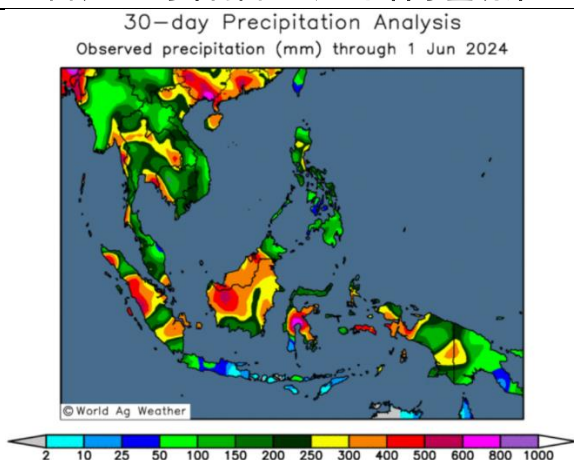 30-day Precipitation Analysis
Observed precipitation (mm) through 1 Jun 2024
©World Ag Weather
2 10 25 50 100 150 200 250 300 400 500 600 800 1000